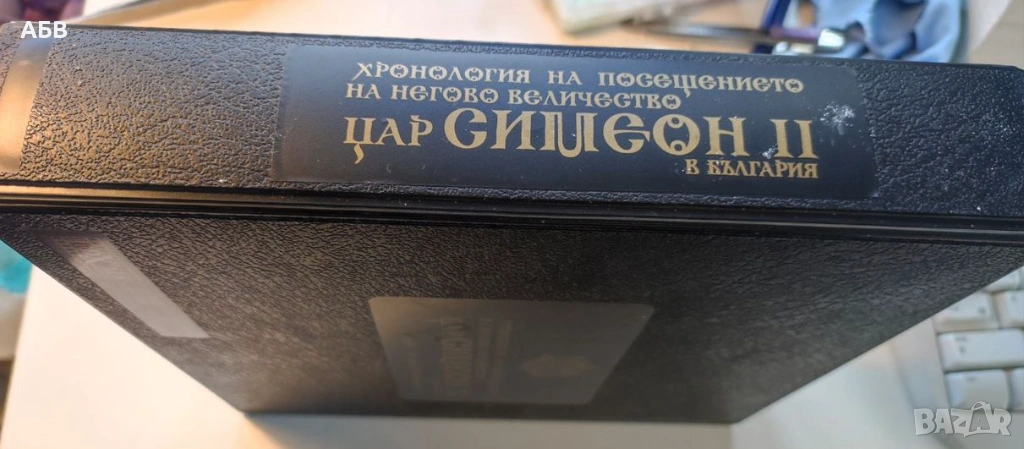 АБВ
ХРОНОЛОГИЯ НА ПОСЕЩЕНИЕТО
НА НЕГОВО ВЕЛИЧЕСТВО
ЦАР СИМЕОН II
В БЪЛГАРИЯ
BAZAR